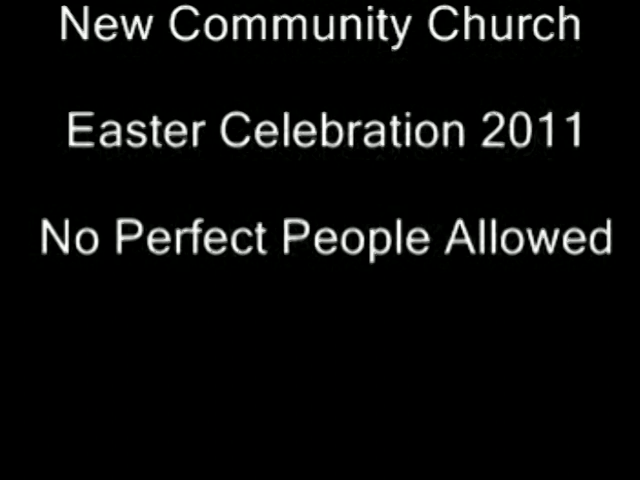 New Community Church
Easter Celebration 2011
No Perfect People Allowed